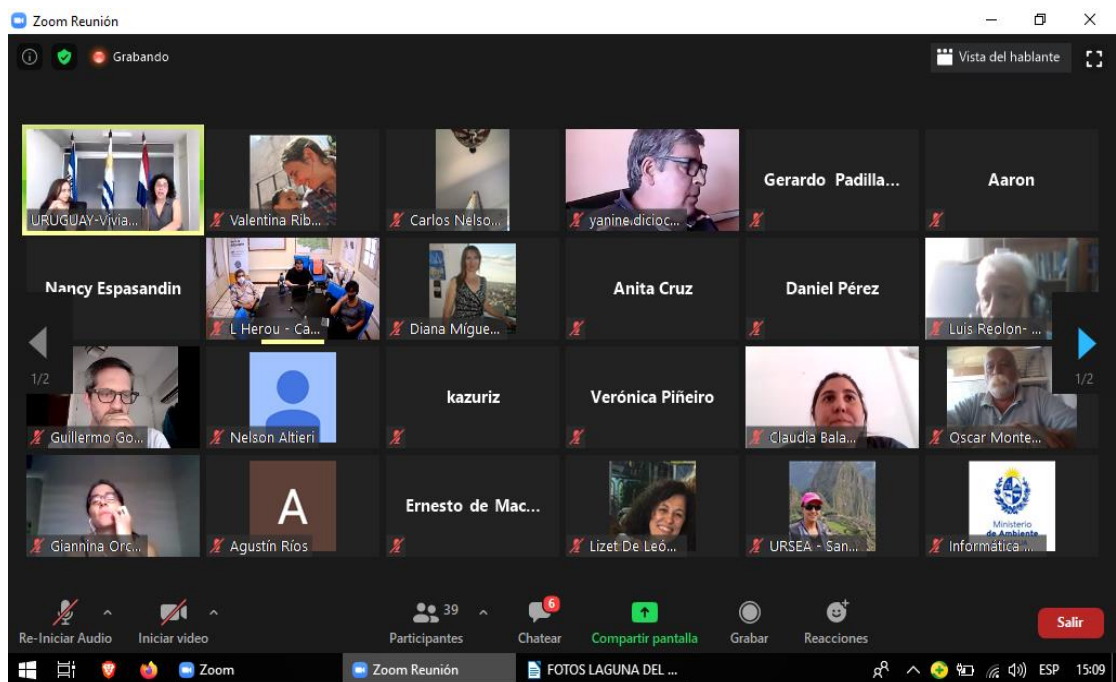 Zoom Reunión
Grabando
Vista del hablante
URUGUAY-Vivia...
Valentina Rib...
Carlos Nelso...
yanine.dicioc...
Gerardo Padilla...
Aaron
Nancy Espasandin
L Herou - Ca...
Diana Mígue...
Anita Cruz
Daniel Pérez
Luis Reolon- ...
1/2
1/2
Guillermo Go...
Nelson Altieri
kazuriz
Verónica Piñeiro
Claudia Bala...
Oscar Monte...
Giannina Orc...
A
Agustín Ríos
Ernesto de Mac...
Lizet De Leó...
URSEA - San...
Ministerio
de Ambiente
Informática ...
39
6
Re-Iniciar Audio
Iniciar video
Participantes
Chatear
Compartir pantalla
Grabar
Reacciones
Salir
Zoom
Zoom Reunión
FOTOS LAGUNA DEL ...
ESP
15:09